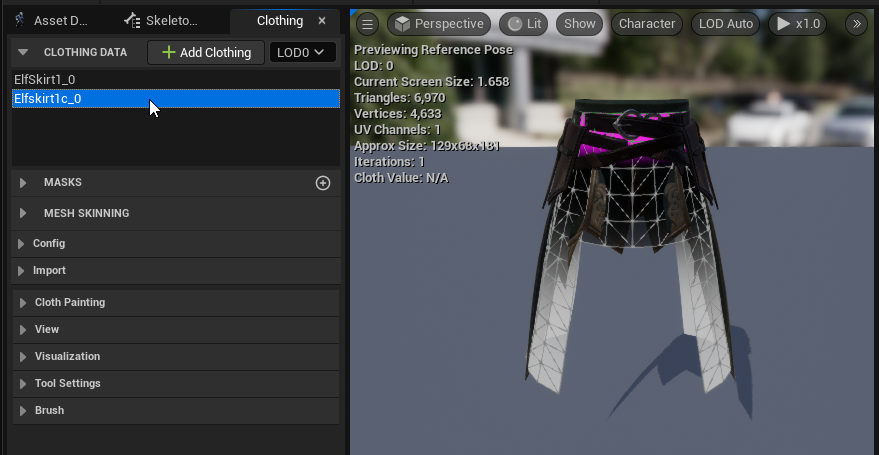 Asset D...
Skeleto...
Clothing
CLOTHING DATA
Add Clothing
LOD0
ElfSkirt1_0
Elfskirt1c_0
MASKS
MESH SKINNING
Config
Import
Cloth Painting
View
Visualization
Tool Settings
Brush
Perspective
Lit
Show
Character
LOD Auto
x1.0
Previewing Reference Pose
LOD: 0
Current Screen Size: 1.658
Triangles: 6,970
Vertices: 4,633
UV Channels: 1
Approx Size: 129x68x181
Iterations: 1
Cloth Value: N/A